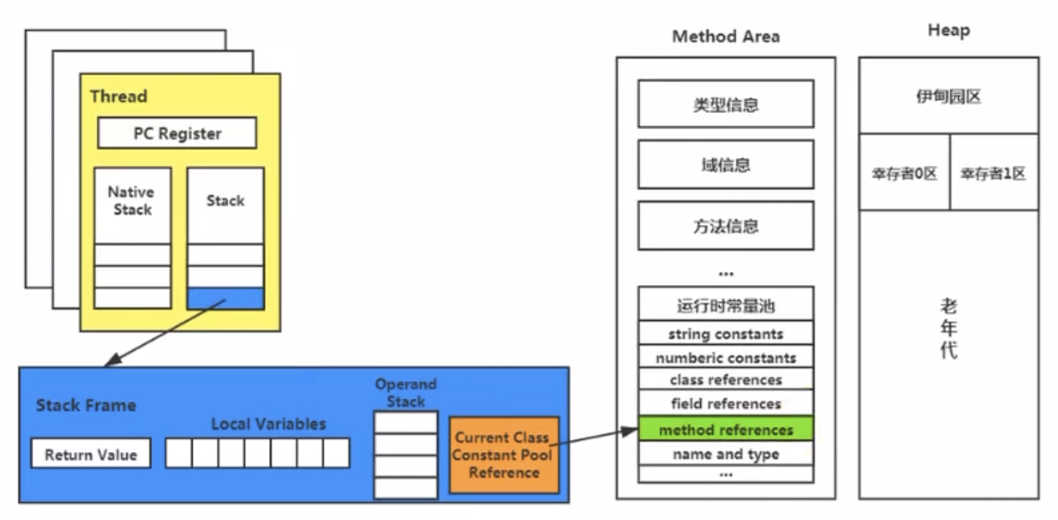 Thread
PC Register
Native
Stack
Stack
Stack Frame
Return Value
Local Variables
Operand
Stack
Current Class
Constant Pool
Reference
Method Area
类型信息
域信息
方法信息
...
运行时常量池
string constants
numberic constants
class references
field references
method references
name and type
...
Heap
伊甸园区
幸存者0区
幸存者1区
老
年
代